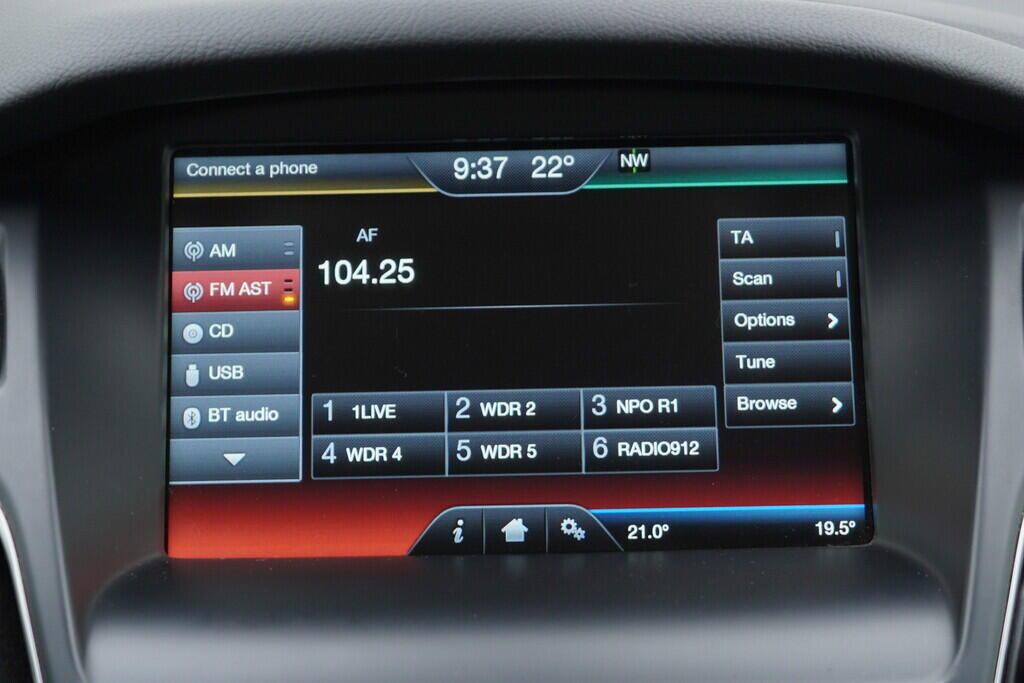 Connect a phone
9:37 22°
NW
AM
FM AST
CD
USB
BT audio
AF
104.25
1 1LIVE
2 WDR 2
3 NPO R1
4 WDR 4
5 WDR 5
6 RADIO912
TA
Scan
Options
Tune
Browse
i
21.0°
19.5°